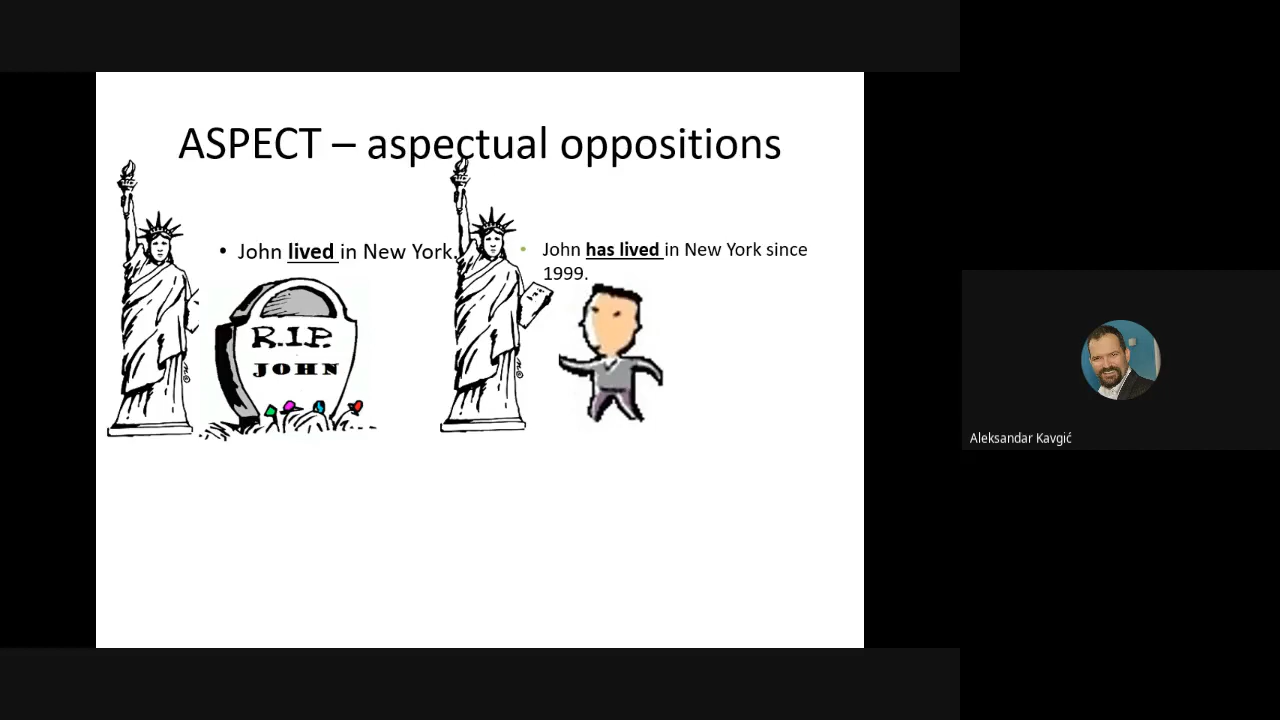 ASPECT – aspectual oppositions
• John lived in New York.
R.I.P.
JOHN
• John has lived in New York since
1999.
Aleksandar Kavgić